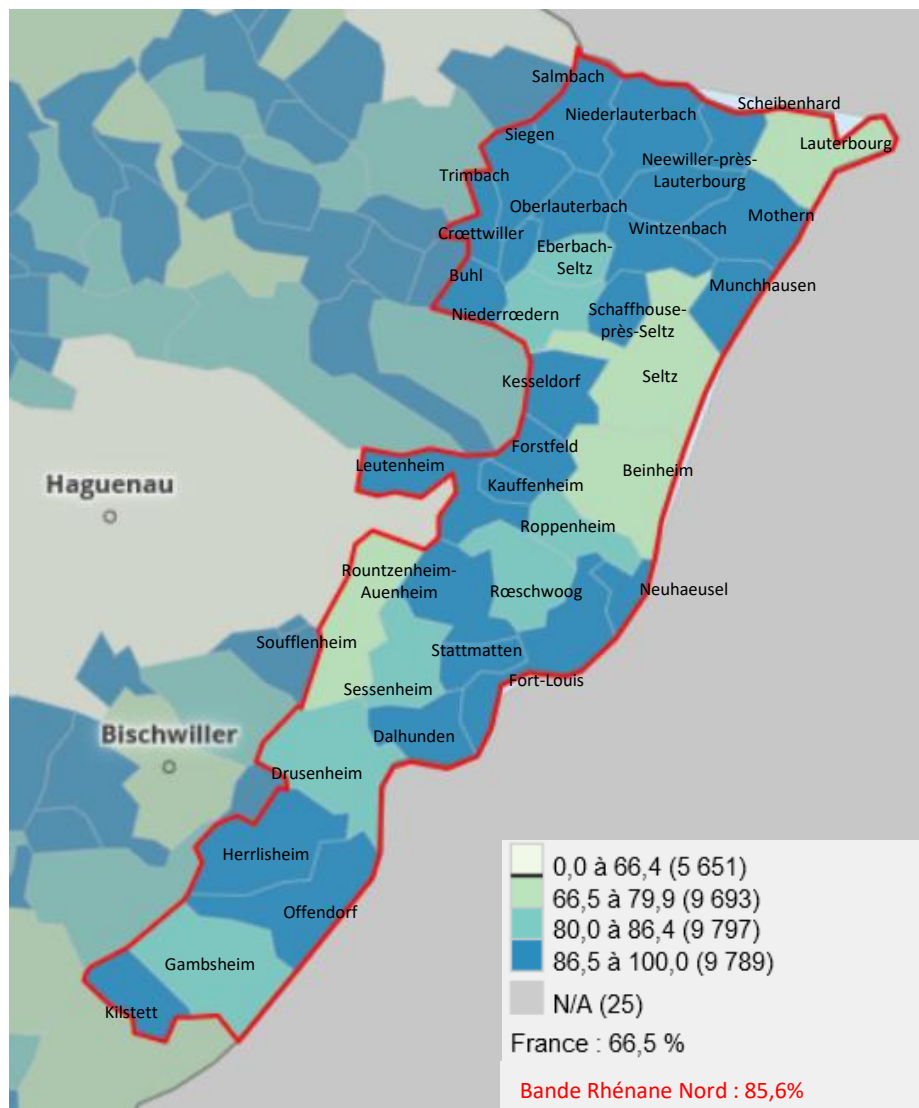 Salmbach
Scheibenhard
Niederlauterbach
Siegen
Lauterbourg
Neewiller-près-
Lauterbourg
Trimbach
Oberlauterbach
Mothern
Crœttwiller
Wintzenbach
Eberbach-
Seltz
Buhl
Munchhausen
Schaffhouse-
près-Seltz
Niederrœdern
Kesseldorf
Seltz
Forstfeld
Leutenheim
Beinheim
Haguenau
Kauffenheim
Roppenheim
Rountzenheim-
Auenheim
Rœschwoog
Neuhaeusel
Soufflenheim
Stattmatten
Fort-Louis
Sessenheim
Bischwiller
Dalhunden
Drusenheim
Herrlisheim
Offendorf
Gambsheim
Kilstett
0,0 à 66,4 (5 651)
66,5 à 79,9 (9 693)
80,0 à 86,4 (9 797)
86,5 à 100,0 (9 789)
N/A (25)
France : 66,5 %
Bande Rhénane Nord : 85,6%